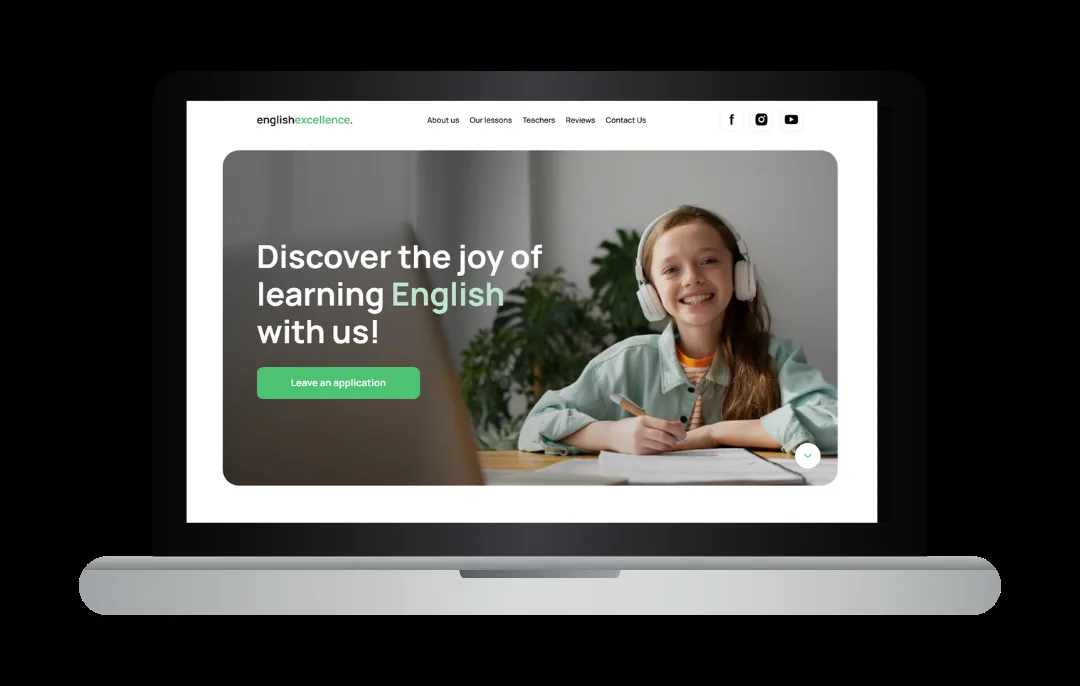 englishexcellence.
About us
Our lessons
Teachers
Reviews
Contact Us
Discover the joy of
learning English
with us!
Leave an application